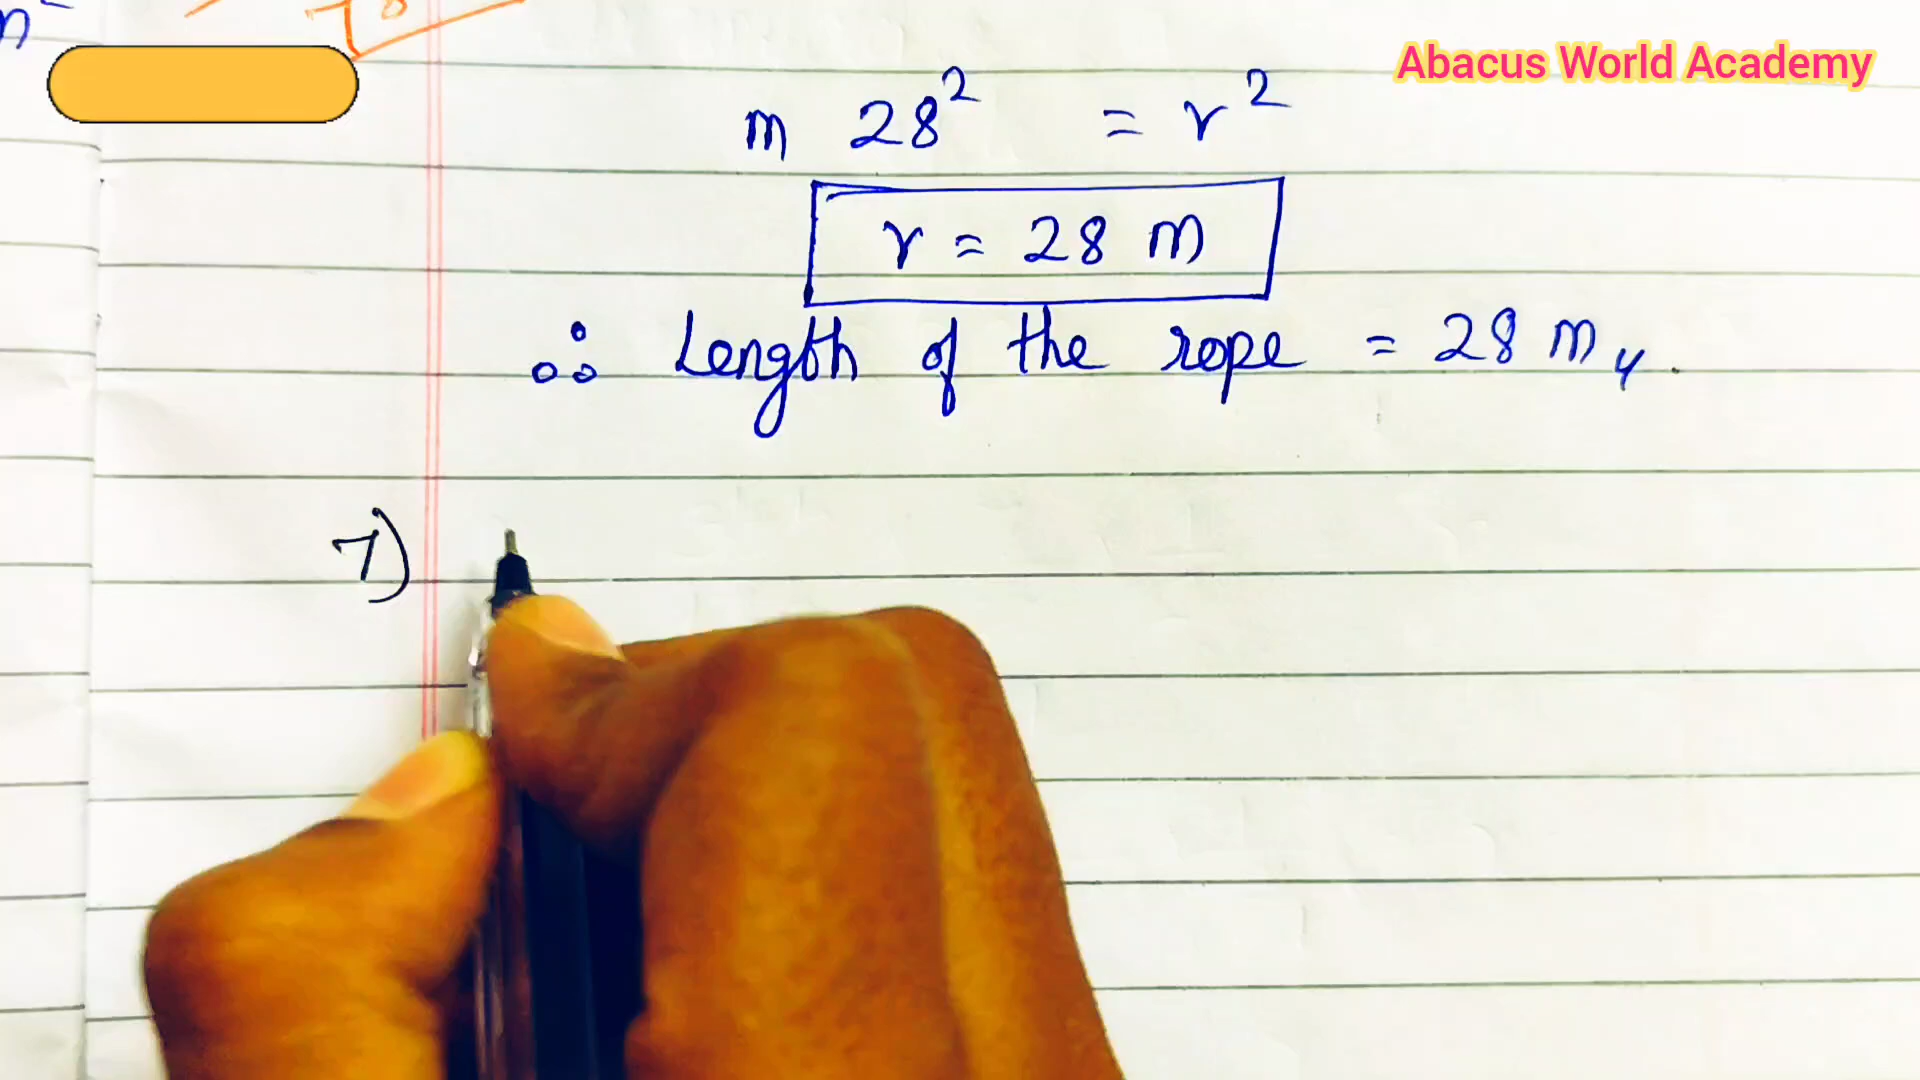 Abacus World Academy
m 28² = r²
r = 28 m
∴ Length of the rope = 28 m.
7)